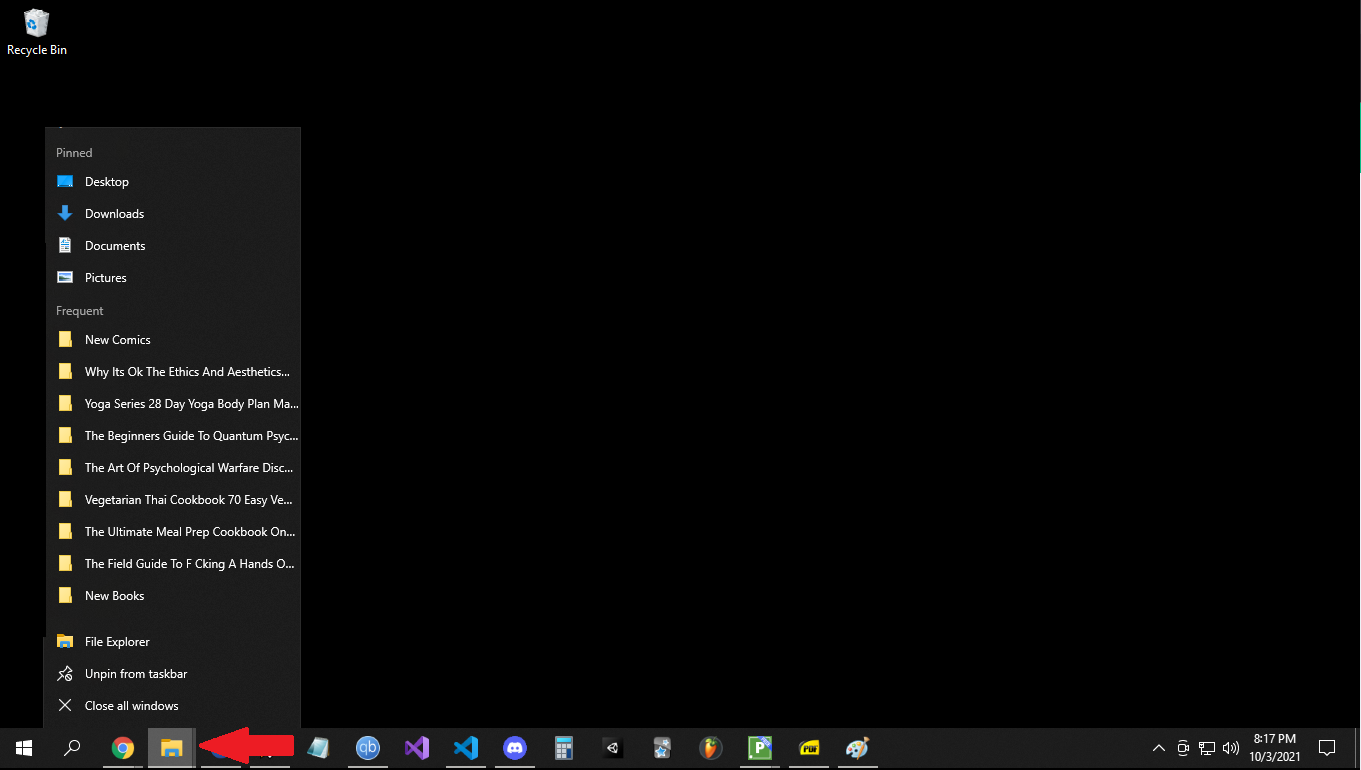 Recycle Bin
Pinned
Desktop
Downloads
Documents
Pictures
Frequent
New Comics
Why Its Ok The Ethics And Aesthetics...
Yoga Series 28 Day Yoga Body Plan Ma...
The Beginners Guide To Quantum Psyc...
The Art Of Psychological Warfare Disc...
Vegetarian Thai Cookbook 70 Easy Ve...
The Ultimate Meal Prep Cookbook On...
The Field Guide To F Cking A Hands O...
New Books
File Explorer
Unpin from taskbar
Close all windows
qb
P
PDF
8:17 PM
10/3/2021